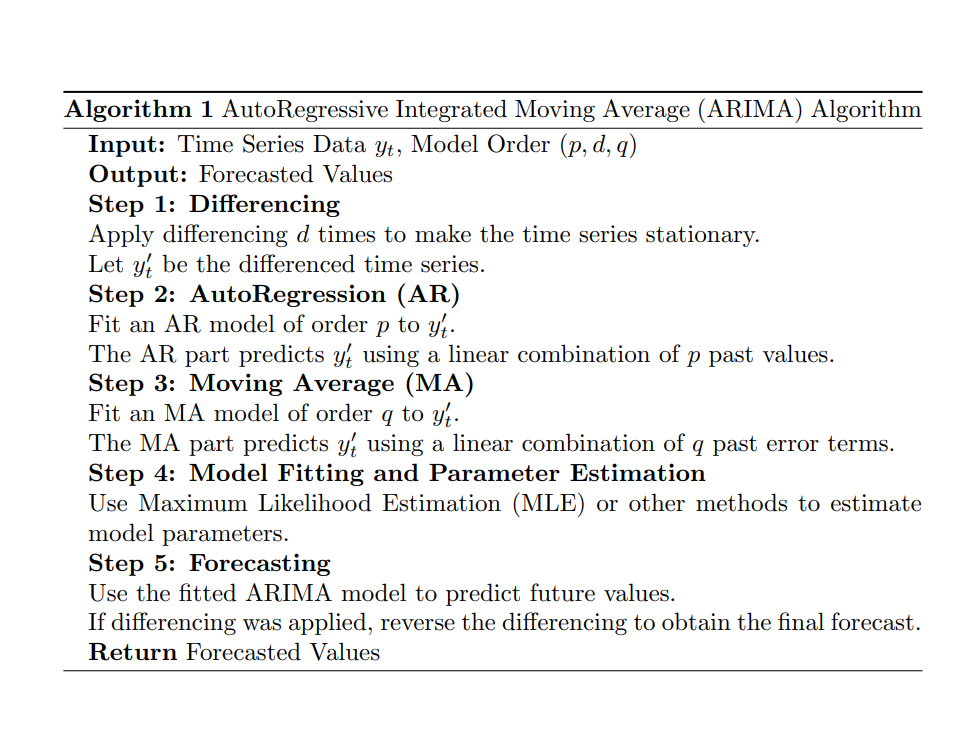 Algorithm 1 AutoRegressive Integrated Moving Average (ARIMA) Algorithm
Input: Time Series Data $y_t$, Model Order $(p, d, q)$
Output: Forecasted Values
Step 1: Differencing
Apply differencing $d$ times to make the time series stationary.
Let $y'_t$ be the differenced time series.
Step 2: AutoRegression (AR)
Fit an AR model of order $p$ to $y'_t$.
The AR part predicts $y'_t$ using a linear combination of $p$ past values.
Step 3: Moving Average (MA)
Fit an MA model of order $q$ to $y'_t$.
The MA part predicts $y'_t$ using a linear combination of $q$ past error terms.
Step 4: Model Fitting and Parameter Estimation
Use Maximum Likelihood Estimation (MLE) or other methods to estimate
model parameters.
Step 5: Forecasting
Use the fitted ARIMA model to predict future values.
If differencing was applied, reverse the differencing to obtain the final forecast.
Return Forecasted Values